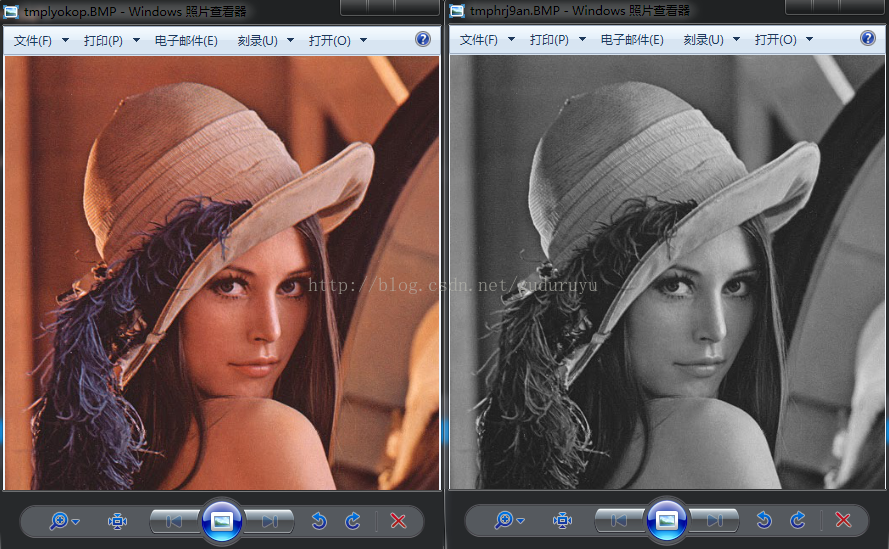 tmplyokop.BMP - Windows 照片查看器
文件(F) 打印(P) 电子邮件(E) 刻录(U) 打开(O)
tmphrj9an.BMP - Windows 照片查看器
文件(F) 打印(P) 电子邮件(E) 刻录(U) 打开(O)
http://blog.csdn.net/guduruyu